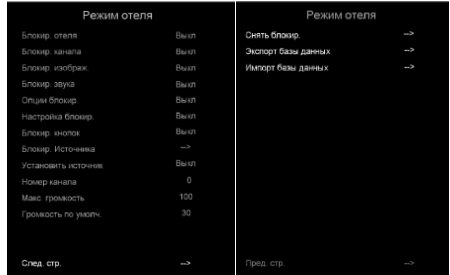 Режим отеля
Блокир. отеля Выкл
Блокир. канала Выкл
Блокир. изображ. Выкл
Блокир. звука Выкл
Опции блокир. Выкл
Настройка блокир. Выкл
Блокир. кнопок Выкл
Блокир. Источника -->
Установить источник Выкл
Номер канала 0
Макс. громкость 100
Громкость по умолч. 30
След. стр. -->
Режим отеля
Снять блокир. -->
Экспорт базы данных -->
Импорт базы данных -->
Пред. стр. -->